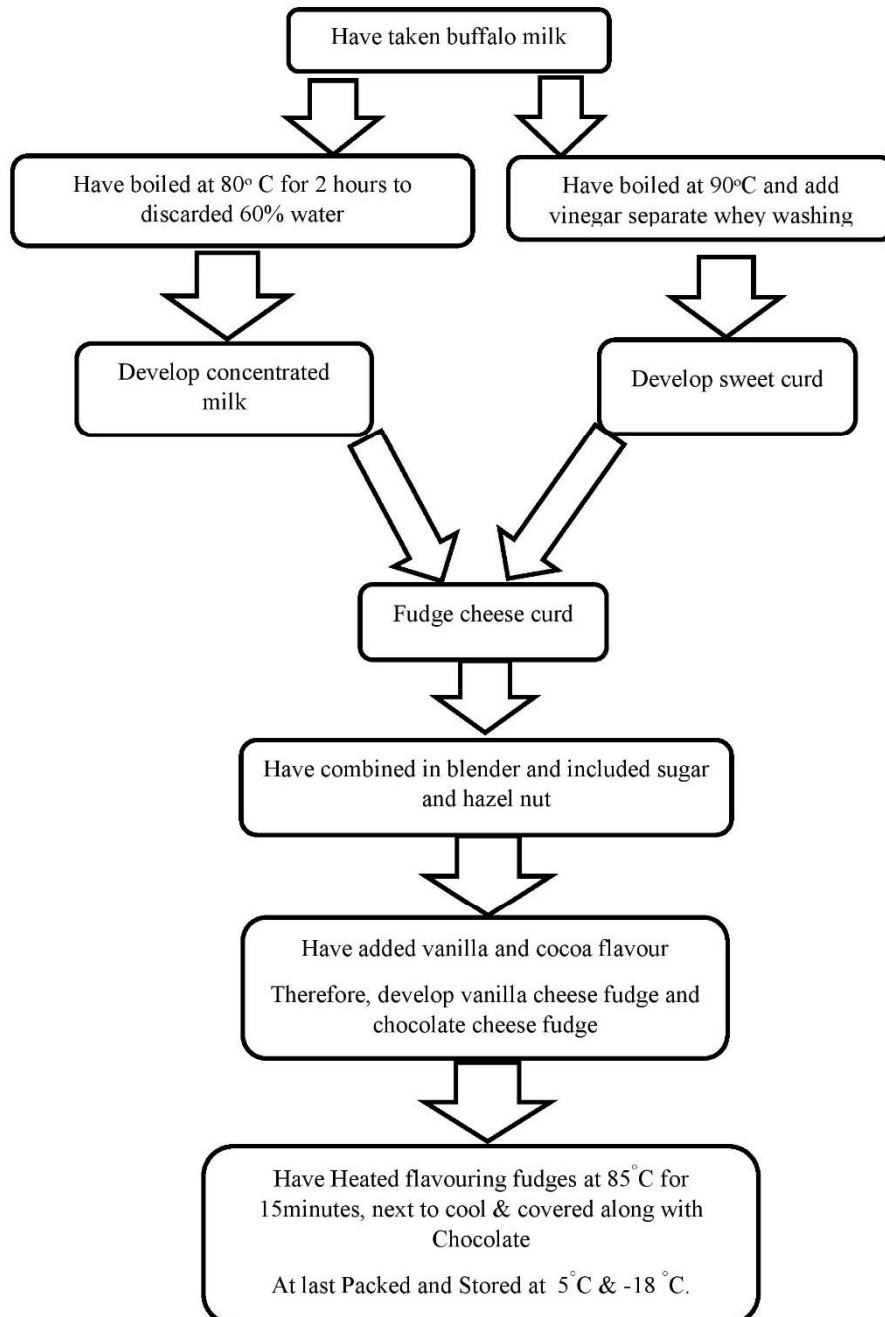 Have taken buffalo milk
Have boiled at 80º C for 2 hours to
discarded 60% water
Have boiled at 90ºC and add
vinegar separate whey washing
Develop concentrated
milk
Develop sweet curd
Fudge cheese curd
Have combined in blender and included sugar
and hazel nut
Have added vanilla and cocoa flavour
Therefore, develop vanilla cheese fudge and
chocolate cheese fudge
Have Heated flavouring fudges at 85°C for
15minutes, next to cool & covered along with
Chocolate
At last Packed and Stored at 5°C & -18 °C.